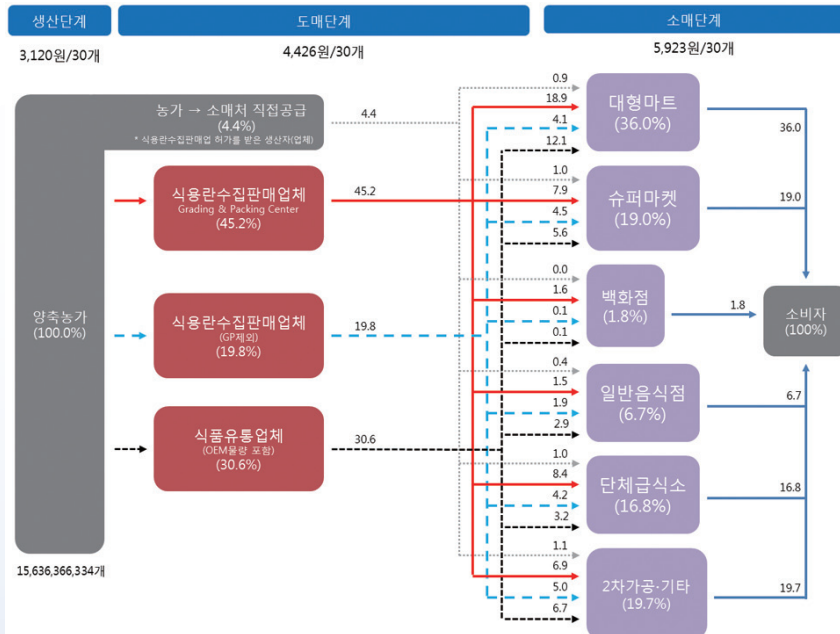 생산단계
도매단계
소매단계
3,120원/30개
4,426원/30개
5,923원/30개
양축농가
(100.0%)
15,636,366,334개
농가 → 소매처 직접공급
(4.4%)
* 식용란수집판매업 허가를 받은 생산자(업체)
4.4
식용란수집판매업체
Grading & Packing Center
(45.2%)
45.2
식용란수집판매업체
(GP제외)
(19.8%)
19.8
식품유통업체
(OEM물량 포함)
(30.6%)
30.6
0.9
18.9
4.1
12.1
대형마트
(36.0%)
36.0
1.0
7.9
4.5
5.6
슈퍼마켓
(19.0%)
19.0
0.0
1.6
0.1
0.1
백화점
(1.8%)
1.8
0.4
1.5
1.9
2.9
일반음식점
(6.7%)
6.7
1.0
8.4
4.2
3.2
단체급식소
(16.8%)
16.8
1.1
6.9
5.0
6.7
2차가공·기타
(19.7%)
19.7
소비자
(100%)